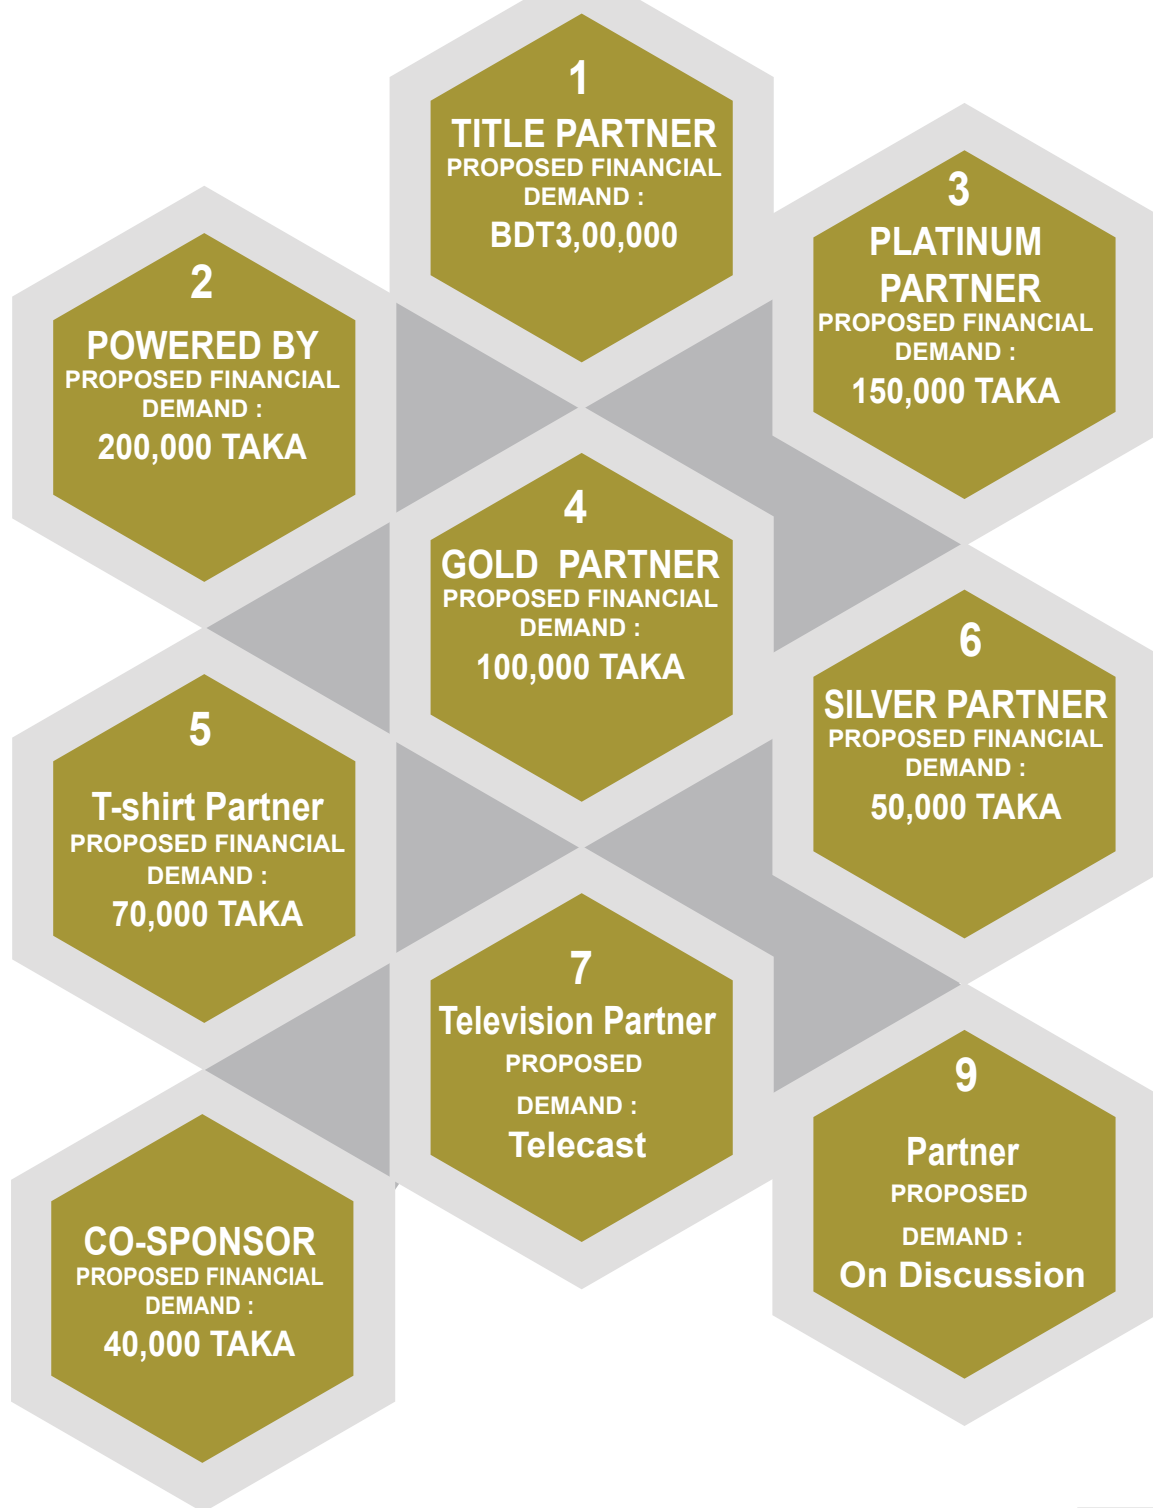 1
TITLE PARTNER
PROPOSED FINANCIAL
DEMAND :
BDT3,00,000
2
POWERED BY
PROPOSED FINANCIAL
DEMAND :
200,000 TAKA
3
PLATINUM
PARTNER
PROPOSED FINANCIAL
DEMAND :
150,000 TAKA
4
GOLD PARTNER
PROPOSED FINANCIAL
DEMAND :
100,000 TAKA
5
T-shirt Partner
PROPOSED FINANCIAL
DEMAND :
70,000 TAKA
6
SILVER PARTNER
PROPOSED FINANCIAL
DEMAND :
50,000 TAKA
7
Television Partner
PROPOSED
DEMAND :
Telecast
CO-SPONSOR
PROPOSED FINANCIAL
DEMAND :
40,000 TAKA
9
Partner
PROPOSED
DEMAND :
On Discussion